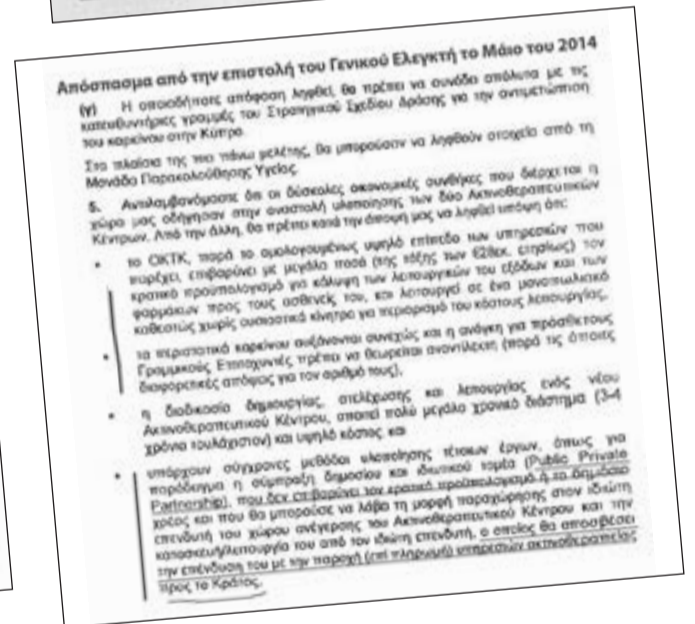 Απόσπασμα από την επιστολή του Γενικού Ελεγκτή το Μάιο του 2014
(γ) Η οποιαδήποτε απόφαση ληφθεί, θα πρέπει να συνάδει απόλυτα με τις
κατευθυντήριες γραμμές του Στρατηγικού Σχεδίου Δράσης για την αντιμετώπιση
του καρκίνου στην Κύπρο.
Στα πλαίσια της πιο πάνω μελέτης, θα μπορούσαν να ληφθούν στοιχεία από τη
Μονάδα Παρακολούθησης Υγείας.
5. Αντιλαμβανόμαστε ότι οι δύσκολες οικονομικές συνθήκες που διέρχεται η
χώρα μας οδήγησαν στην αναστολή υλοποίησης των δύο Ακτινοθεραπευτικών
Κέντρων. Από την άλλη, θα πρέπει κατά την άποψη μας να ληφθεί υπόψη ότι:
• το ΟΚΤΚ, παρά το ομολογουμένως υψηλό επίπεδο των υπηρεσιών που
παρέχει, επιβαρύνει με μεγάλα ποσά (της τάξης των €28εκ. ετησίως) τον
κρατικό προϋπολογισμό για κάλυψη των λειτουργικών του εξόδων και των
φαρμάκων προς τους ασθενείς του, και λειτουργεί σε ένα μονοπωλιακό
καθεστώς χωρίς ουσιαστικά κίνητρα για περιορισμό του κόστους λειτουργίας,
• τα περιστατικά καρκίνου αυξάνονται συνεχώς και η ανάγκη για πρόσθετους
Γραμμικούς Επιταχυντές πρέπει να θεωρείται αναντίλεκτη (παρά τις όποιες
διαφορετικές απόψεις για τον αριθμό τους),
• η διαδικασία δημιουργίας, στελέχωσης και λειτουργίας ενός νέου
Ακτινοθεραπευτικού Κέντρου, απαιτεί πολύ μεγάλο χρονικό διάστημα (3-4
χρόνια τουλάχιστον) και υψηλό κόστος και
• υπάρχουν σύγχρονες μεθόδοι υλοποίησης τέτοιων έργων, όπως για
παράδειγμα η σύμπραξη δημοσίου και ιδιωτικού τομέα (Public Private
Partnership), που δεν επιβαρύνει τον κρατικό προϋπολογισμό ή το δημόσιο
χρέος και που θα μπορούσε να λάβει τη μορφή παραχώρησης στον ιδιώτη
επενδυτή του χώρου ανέγερσης του Ακτινοθεραπευτικού Κέντρου και την
κατασκευή/λειτουργία του από τον ιδιώτη επενδυτή, ο οποίος θα αποσβέσει
την επένδυση του με την παροχή (επί πληρωμή) υπηρεσιών ακτινοθεραπείας
προς το Κράτος.